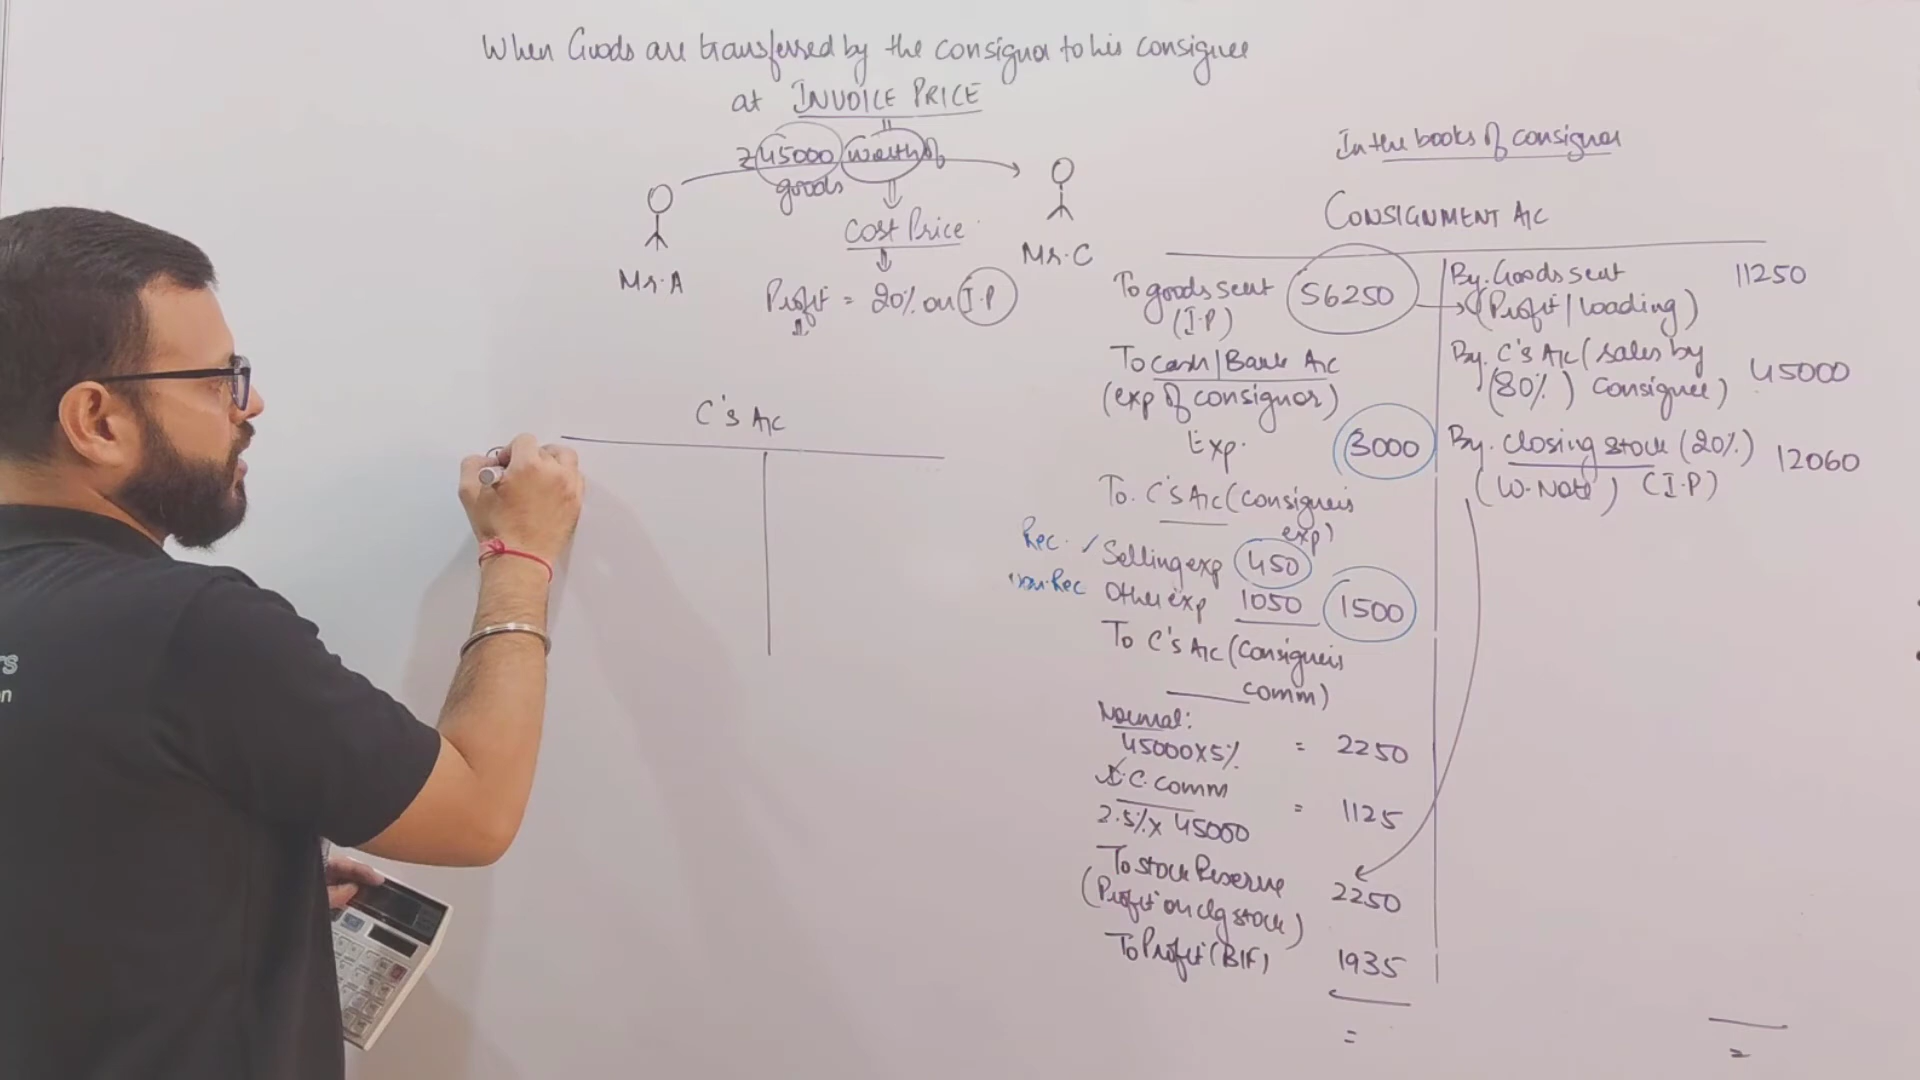 When Goods are transferred by the consignor to his consignee
at INVOICE PRICE
₹45000 worth of
goods
Cost Price
Mr. A
Mr. C
Profit = 20% on I.P
C's A/C
In the books of consignor
CONSIGNMENT A/C
To goods sent 56250
(I.P)
To cash/Bank A/c
(exp of consignor)
Exp. 3000
To. C's A/c (consignee's
exp)
Rec. ✓ Selling exp 450
Non-Rec Other exp 1050 1500
To C's A/c (Consignee's
comm)
Normal:
45000X5% = 2250
D.C. comm
2.5% X 45000 = 1125
To stock Reserve 2250
(Profit on clg stock)
To Profit (B/F) 1935
=
By. Goods sent 11250
(Profit/loading)
By. C's A/C (sales by 45000
(80%) consignee)
By. closing stock (20%) 12060
(W.Note) (I.P)
=
rs
n